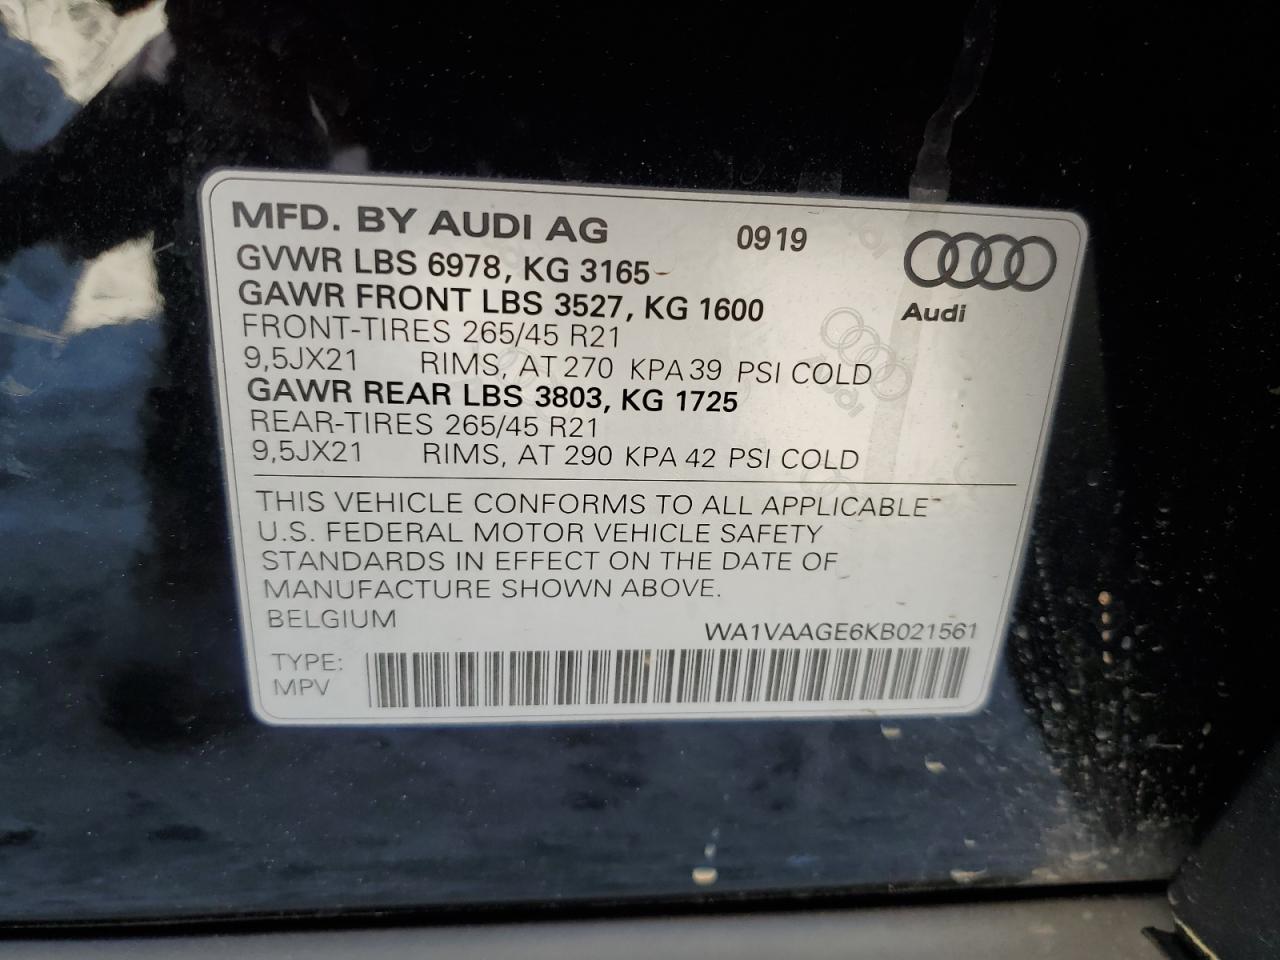 MFD. BY AUDI AG 0919
GVWR LBS 6978, KG 3165
GAWR FRONT LBS 3527, KG 1600
Audi
FRONT-TIRES 265/45 R21
9,5JX21 RIMS, AT 270 KPA 39 PSI COLD
GAWR REAR LBS 3803, KG 1725
REAR-TIRES 265/45 R21
9,5JX21 RIMS, AT 290 KPA 42 PSI COLD
THIS VEHICLE CONFORMS TO ALL APPLICABLE
U.S. FEDERAL MOTOR VEHICLE SAFETY
STANDARDS IN EFFECT ON THE DATE OF
MANUFACTURE SHOWN ABOVE.
BELGIUM
WA1VAAGE6KB021561
TYPE:
MPV